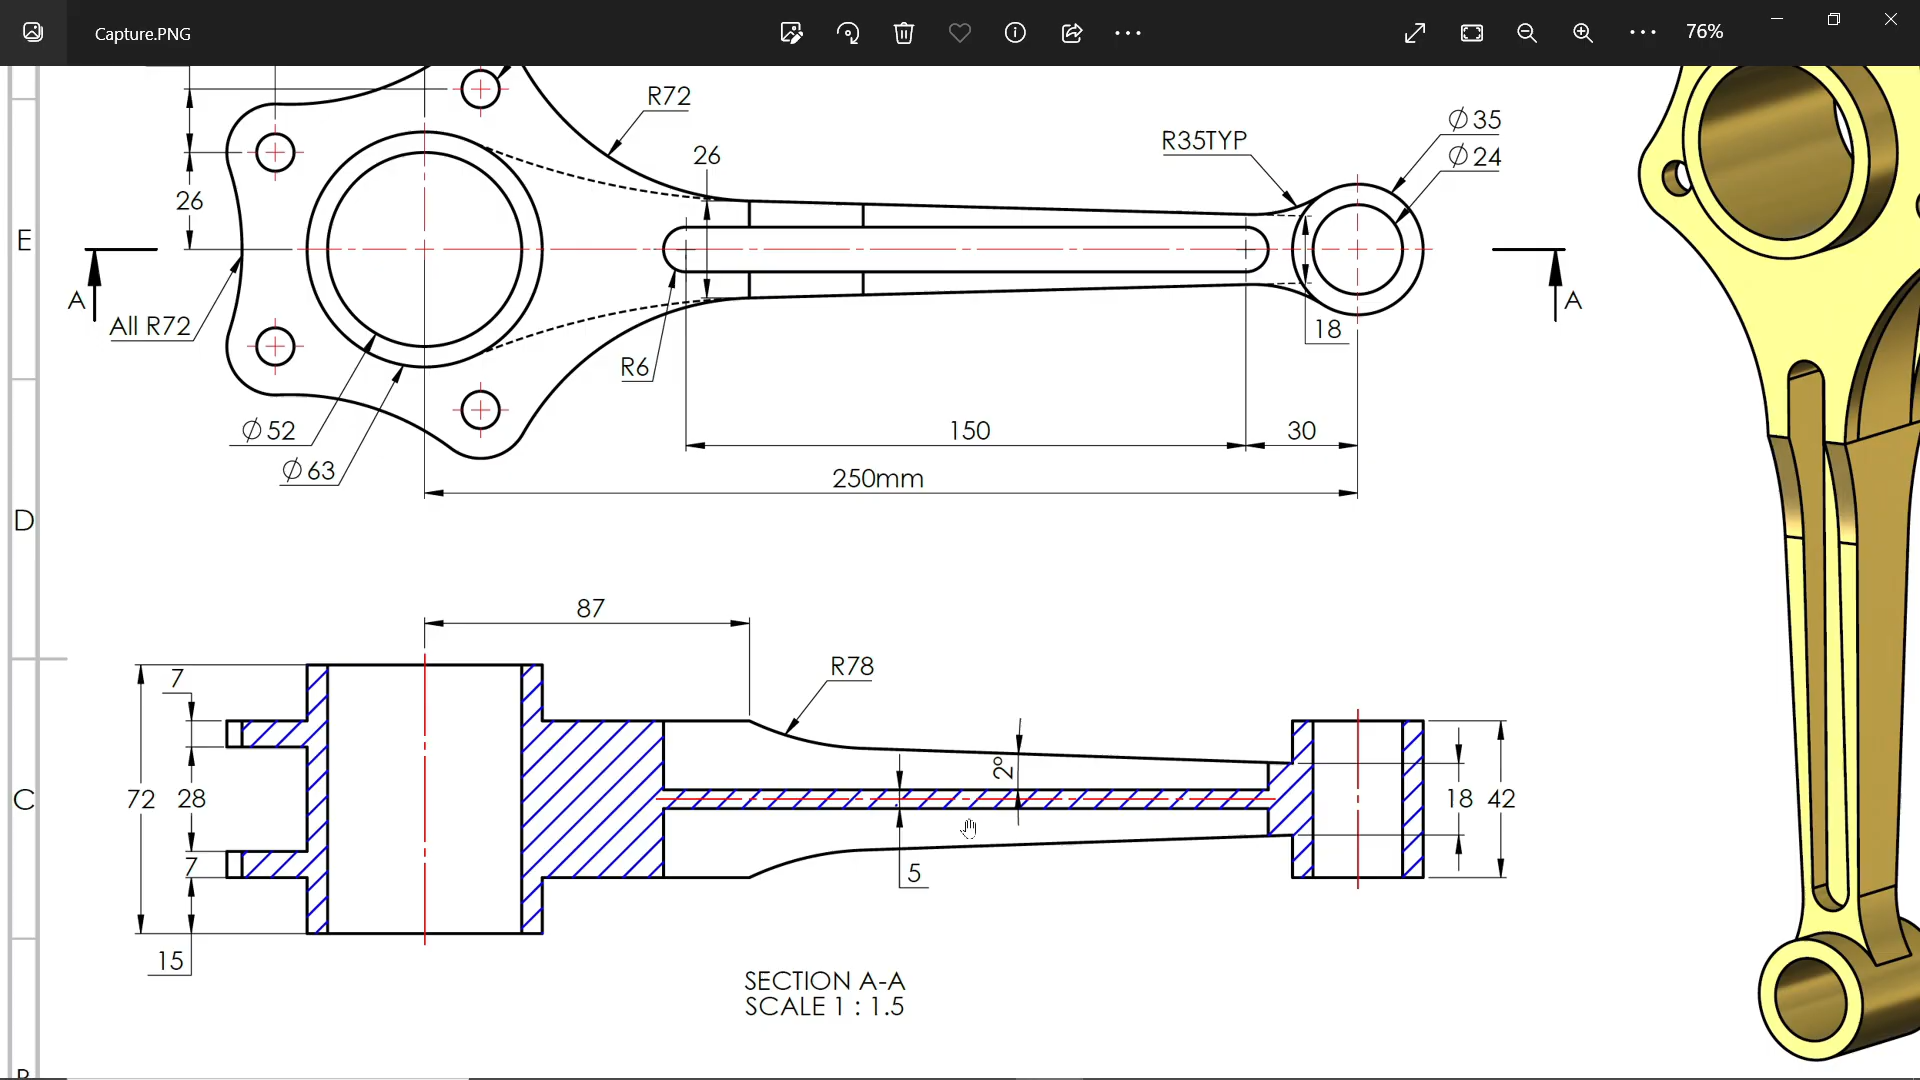 Capture.PNG
76%
R72
Ø 35
R35TYP
Ø 24
26
26
E
A
A
All R72
18
R6
Ø 52
150
30
Ø 63
250mm
D
87
R78
7
2°
C
72
28
18
42
7
5
15
SECTION A-A
SCALE 1 : 1.5